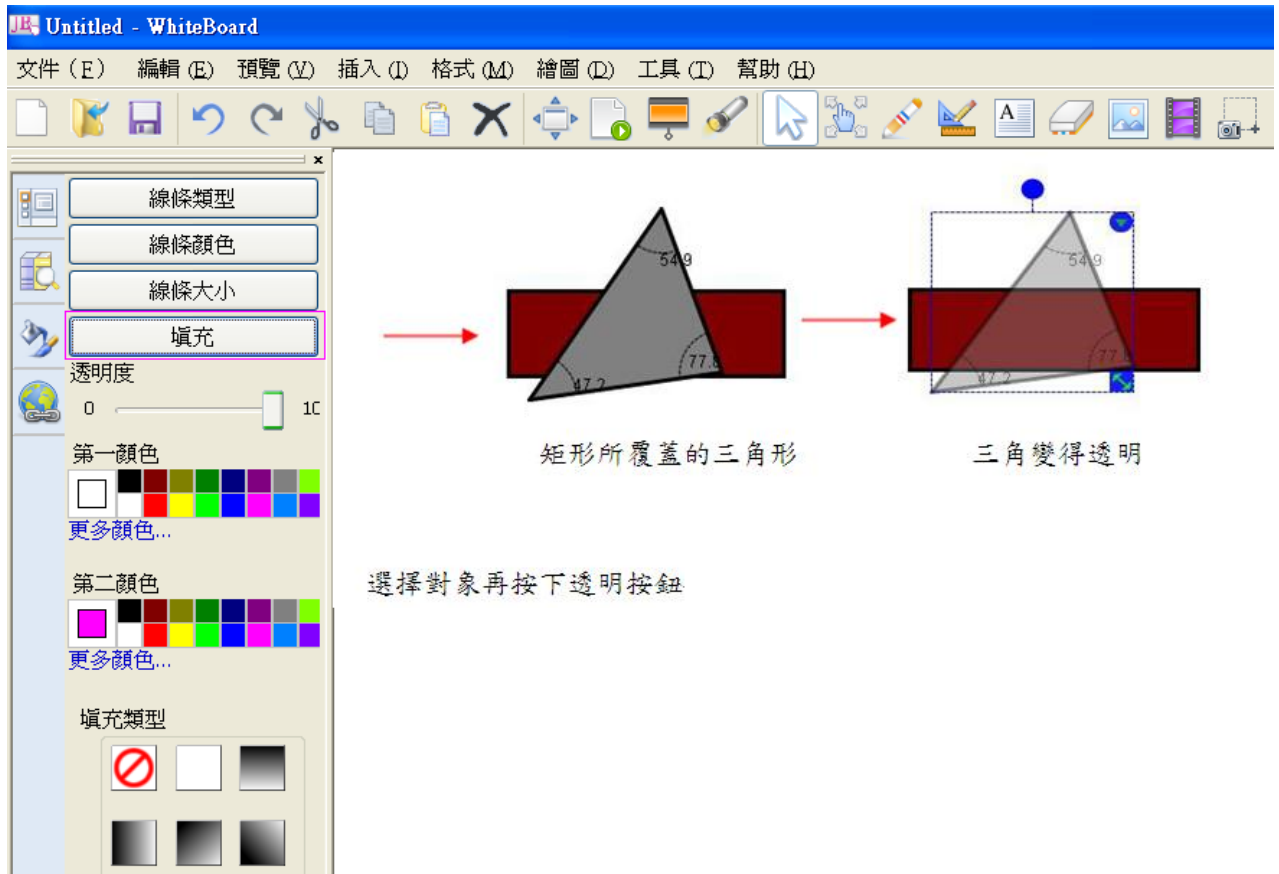 Untitled - WhiteBoard
文件(F) 編輯(E) 預覽(V) 插入(I) 格式(M) 繪圖(D) 工具(T) 幫助(H)
線條類型
線條顏色
線條大小
填充
透明度
0 10
第一顏色
更多顏色...
第二顏色
更多顏色...
填充類型
54.9
47.2
77.8
54.9
47.2
77.
矩形所覆蓋的三角形
三角變得透明
選擇對象再按下透明按鈕